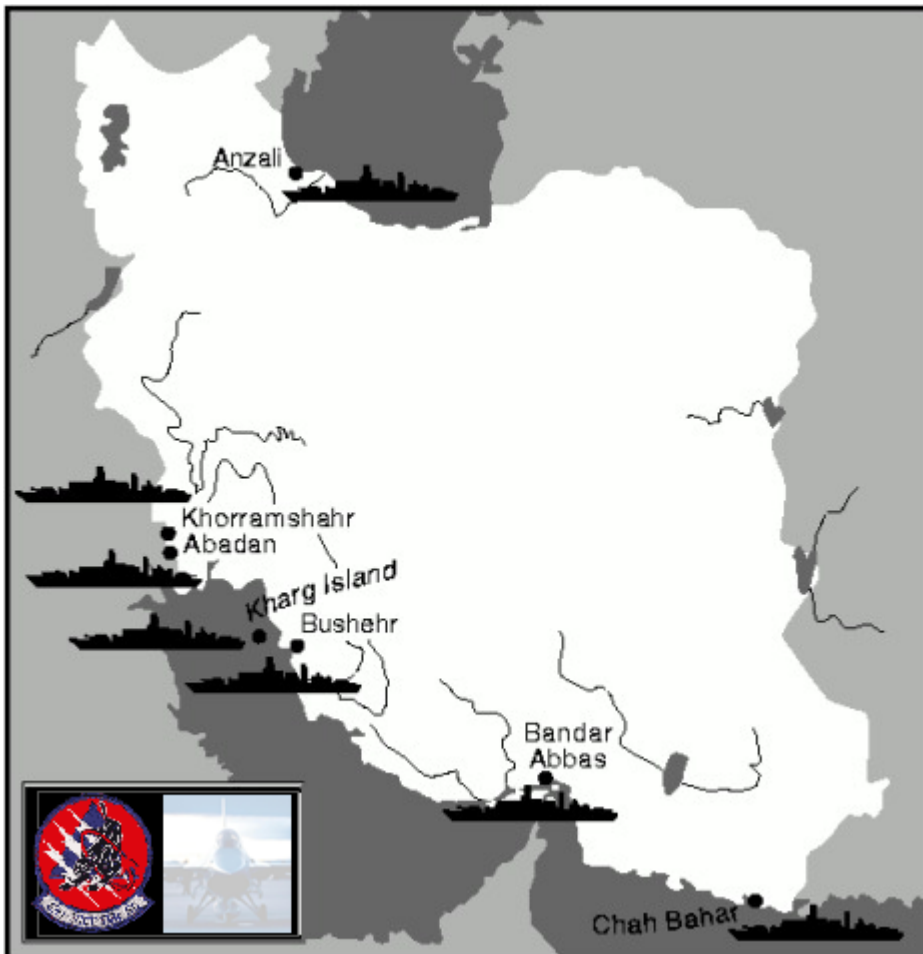 Anzali
Khorramshahr
Abadan
Kharg Island
Bushehr
Bandar
Abbas
Chah Bahar